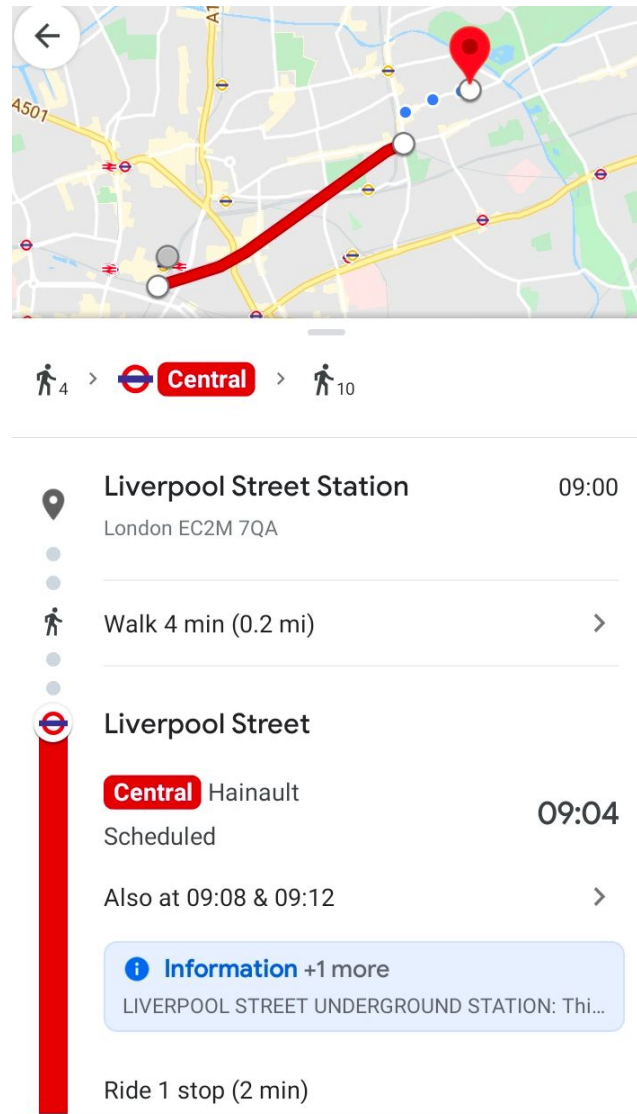 A1
A501
4
Central
10
Liverpool Street Station
09:00
London EC2M 7QA
Walk 4 min (0.2 mi)
Liverpool Street
Central Hainault
09:04
Scheduled
Also at 09:08 & 09:12
Information +1 more
LIVERPOOL STREET UNDERGROUND STATION: Thi...
Ride 1 stop (2 min)